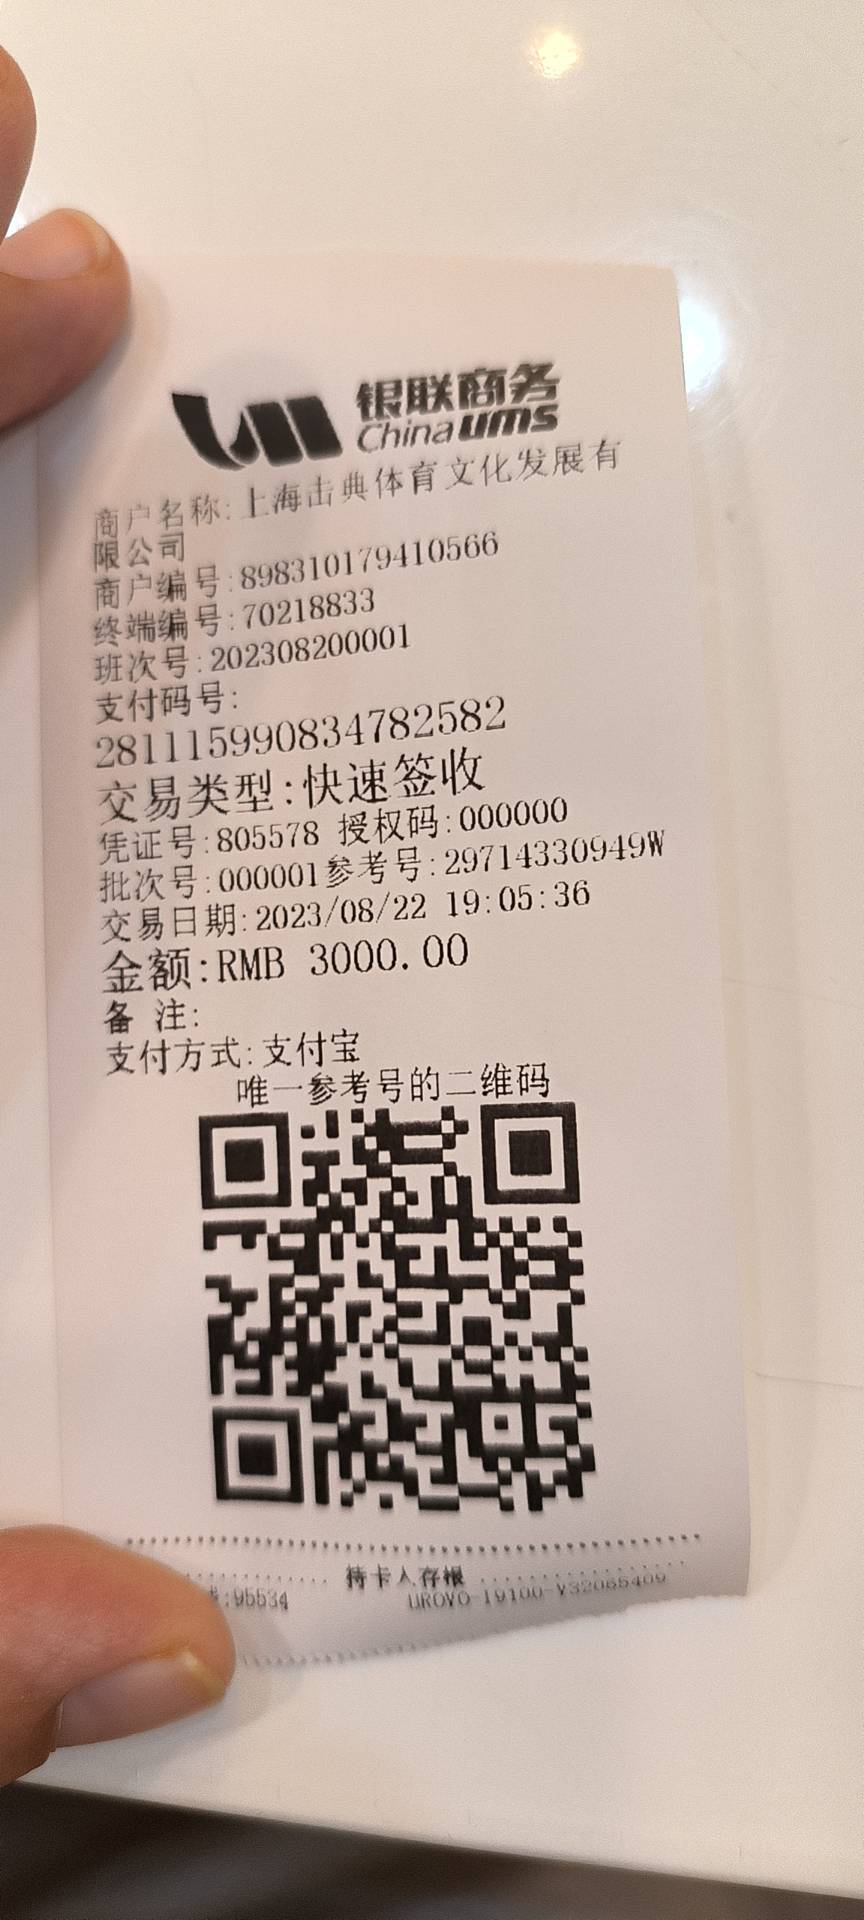 银联商务
China ums
商户名称:上海击典体育文化发展有
限公司
商户编号:898310179410566
终端编号:70218833
班次号:202308200001
支付码号:
281115990834782582
交易类型:快速签收
凭证号:805578 授权码:000000
批次号:000001参考号:29714330949W
交易日期:2023/08/22 19:05:36
金额:RMB 3000.00
备 注:
支付方式:支付宝
唯一参考号的二维码
持卡人存根
:95534 UROVO I9100-V32065409